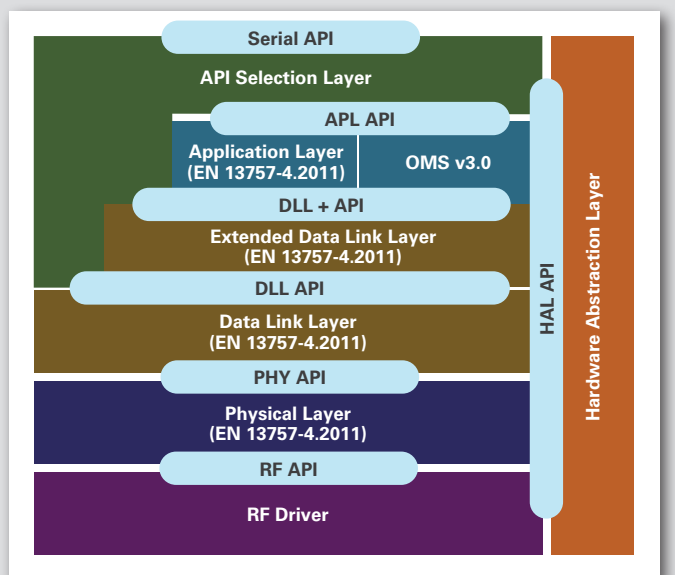 Serial API
API Selection Layer
APL API
Application Layer
(EN 13757-4.2011)
OMS v3.0
DLL + API
Extended Data Link Layer
(EN 13757-4.2011)
DLL API
Data Link Layer
(EN 13757-4.2011)
PHY API
Physical Layer
(EN 13757-4.2011)
RF API
RF Driver
HAL API
Hardware Abstraction Layer